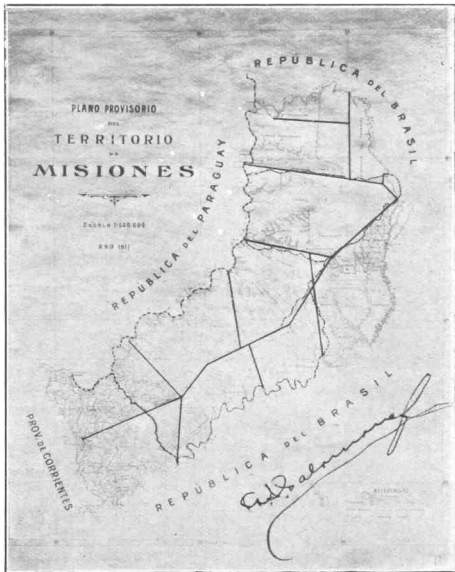 PLANO PROVISORIO
DEL
TERRITORIO
DE
MISIONES
AÑO 1911
REPÚBLICA DEL BRASIL
REPÚBLICA DEL PARAGUAY
PROV. DE CORRIENTES
REPÚBLICA DEL BRASIL